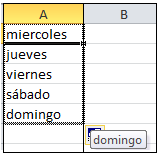 A B
miercoles
jueves
viernes
sábado
domingo
domingo